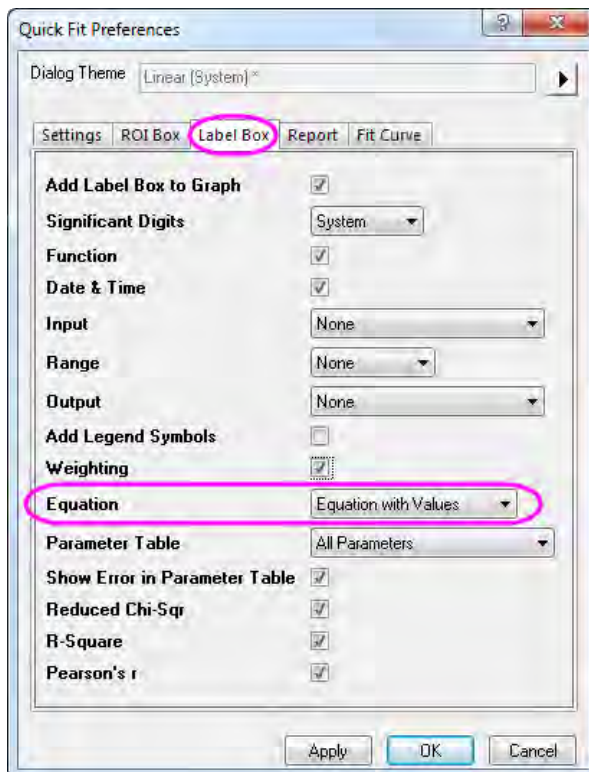 Quick Fit Preferences
Dialog Theme Linear (System) *
Settings ROI Box Label Box Report Fit Curve
Add Label Box to Graph
Significant Digits System
Function
Date & Time
Input None
Range None
Output None
Add Legend Symbols
Weighting
Equation Equation with Values
Parameter Table All Parameters
Show Error in Parameter Table
Reduced Chi-Sqr
R-Square
Pearson's r
Apply OK Cancel